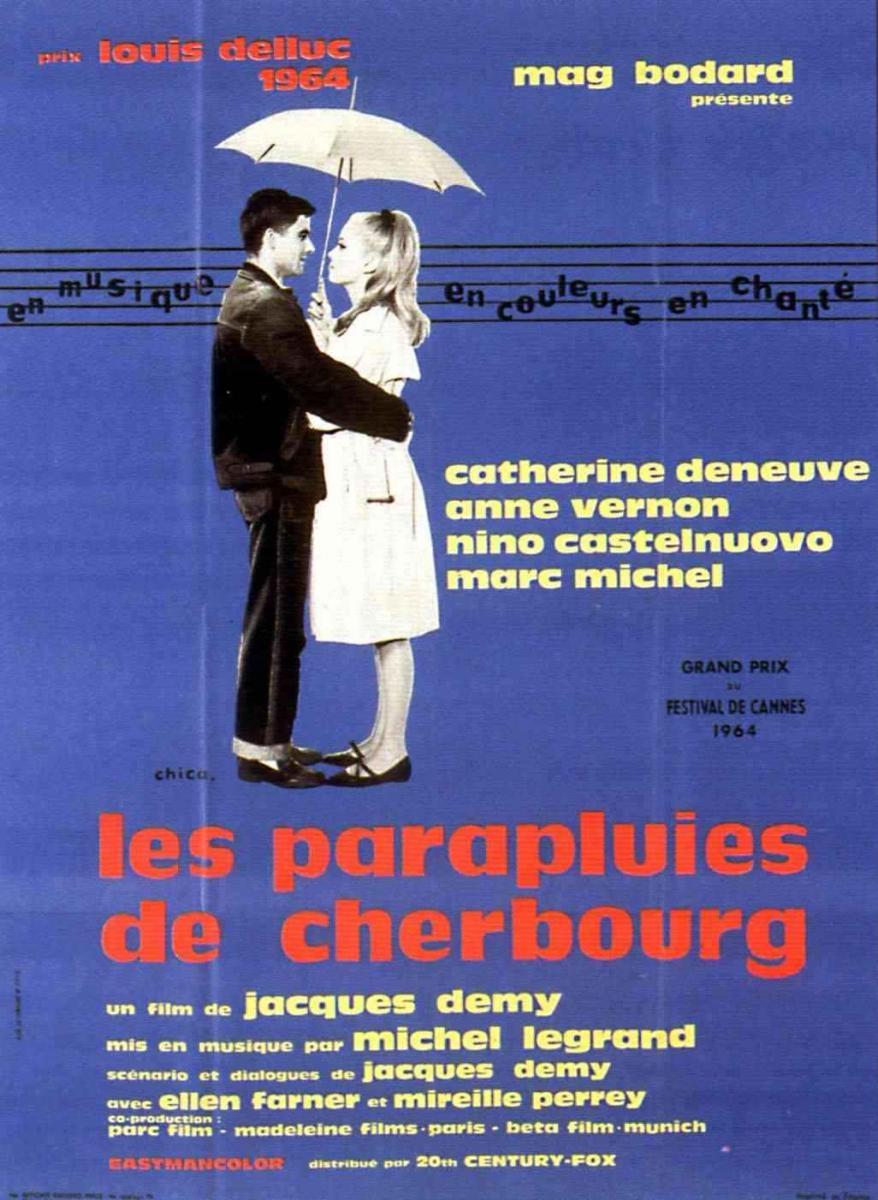 prix louis delluc
1964
mag bodard
présente
en musique en couleurs en chanté
catherine deneuve
anne vernon
nino castelnuovo
marc michel
GRAND PRIX
au
FESTIVAL DE CANNES
1964
chica.
les parapluies
de cherbourg
un film de jacques demy
mis en musique par michel legrand
scénario et dialogues de jacques demy
avec ellen farner et mireille perrey
co-production :
parc film - madeleine films - paris - beta film - munich
EASTMANCOLOR distribué par 20th CENTURY-FOX